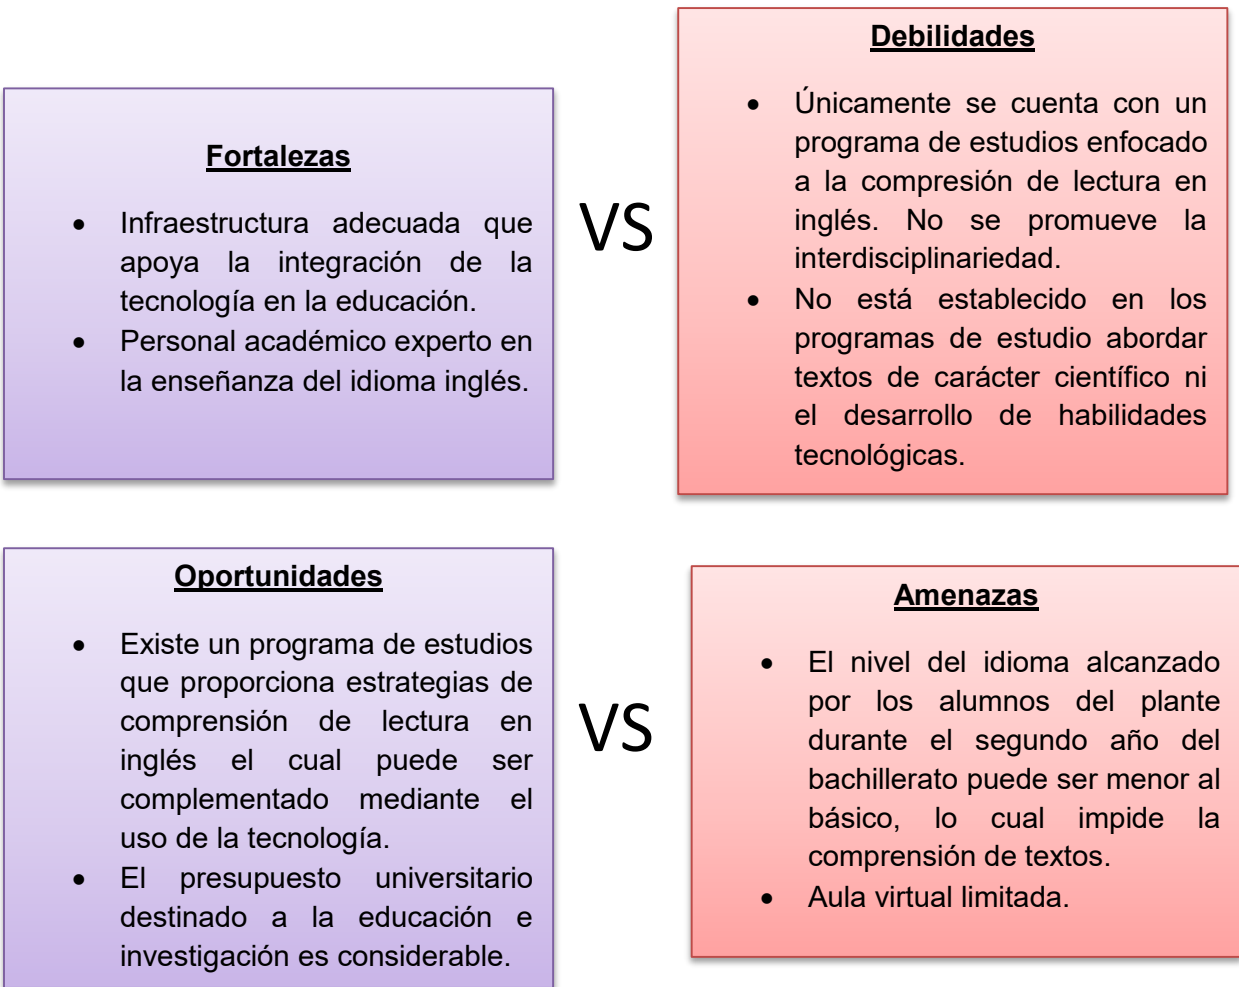 Fortalezas
• Infraestructura adecuada que
apoya la integración de la
tecnología en la educación.
• Personal académico experto en
la enseñanza del idioma inglés.
VS
Debilidades
• Únicamente se cuenta con un
programa de estudios enfocado
a la compresión de lectura en
inglés. No se promueve la
interdisciplinariedad.
• No está establecido en los
programas de estudio abordar
textos de carácter científico ni
el desarrollo de habilidades
tecnológicas.
Oportunidades
• Existe un programa de estudios
que proporciona estrategias de
comprensión de lectura en
inglés el cual puede ser
complementado mediante el
uso de la tecnología.
• El presupuesto universitario
destinado a la educación e
investigación es considerable.
VS
Amenazas
• El nivel del idioma alcanzado
por los alumnos del plante
durante el segundo año del
bachillerato puede ser menor al
básico, lo cual impide la
comprensión de textos.
• Aula virtual limitada.